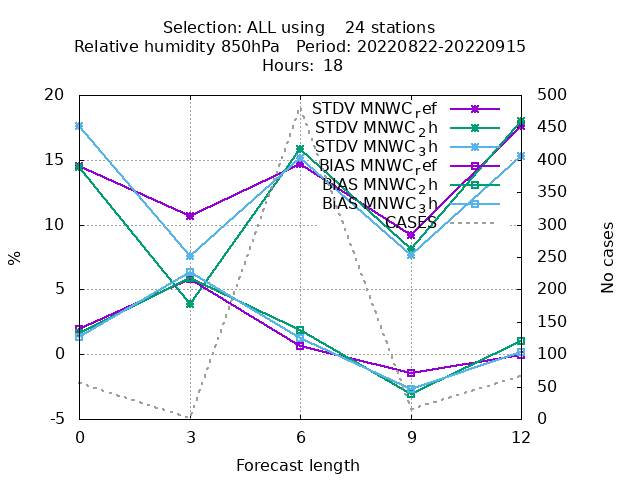 Selection: ALL using    24 stations
Relative humidity 850hPa   Period: 20220822-20220915
Hours: 18
20
15
10
5
0
-5
%
500
450
400
350
300
250
200
150
100
50
0
No cases
STDV MNWC_ref
STDV MNWC_2h
STDV MNWC_3h
BIAS MNWC_ref
BIAS MNWC_2h
BIAS MNWC_3h
CASES
0 3 6 9 12
Forecast length